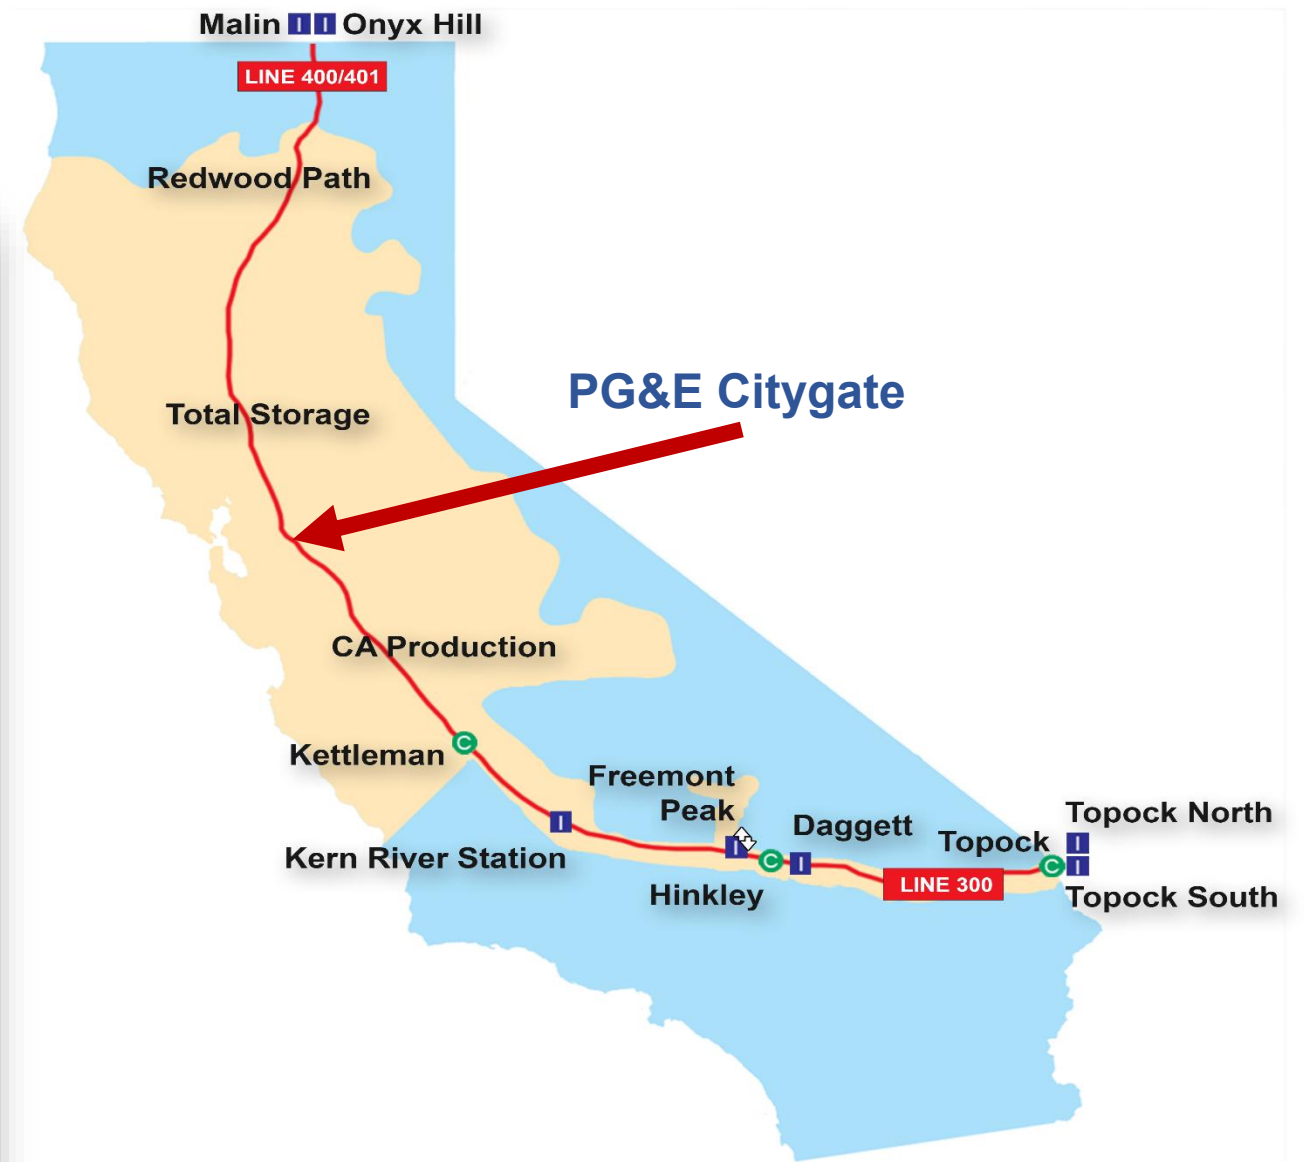 Malin I I Onyx Hill
LINE 400/401
Redwood Path
PG&E Citygate
Total Storage
CA Production
Kettleman
C
Freemont
Peak
I
Kern River Station
I
Hinkley
C
Daggett
I
LINE 300
Topock
C
Topock North
I
I
Topock South